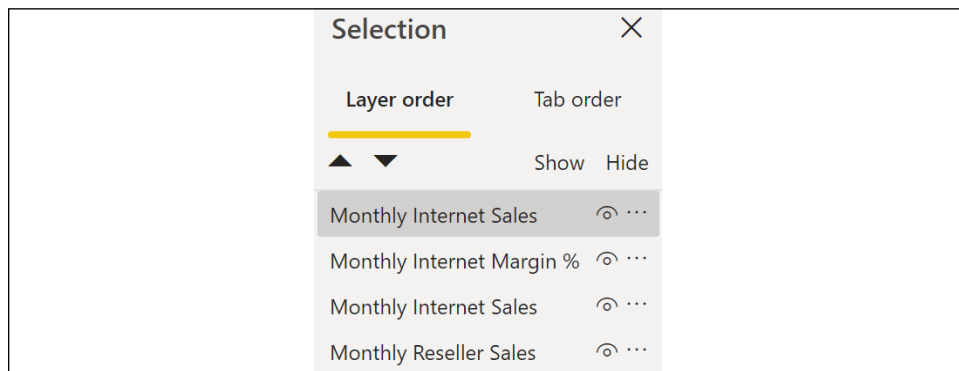 Selection
Layer order Tab order
Show Hide
Monthly Internet Sales
Monthly Internet Margin %
Monthly Internet Sales
Monthly Reseller Sales